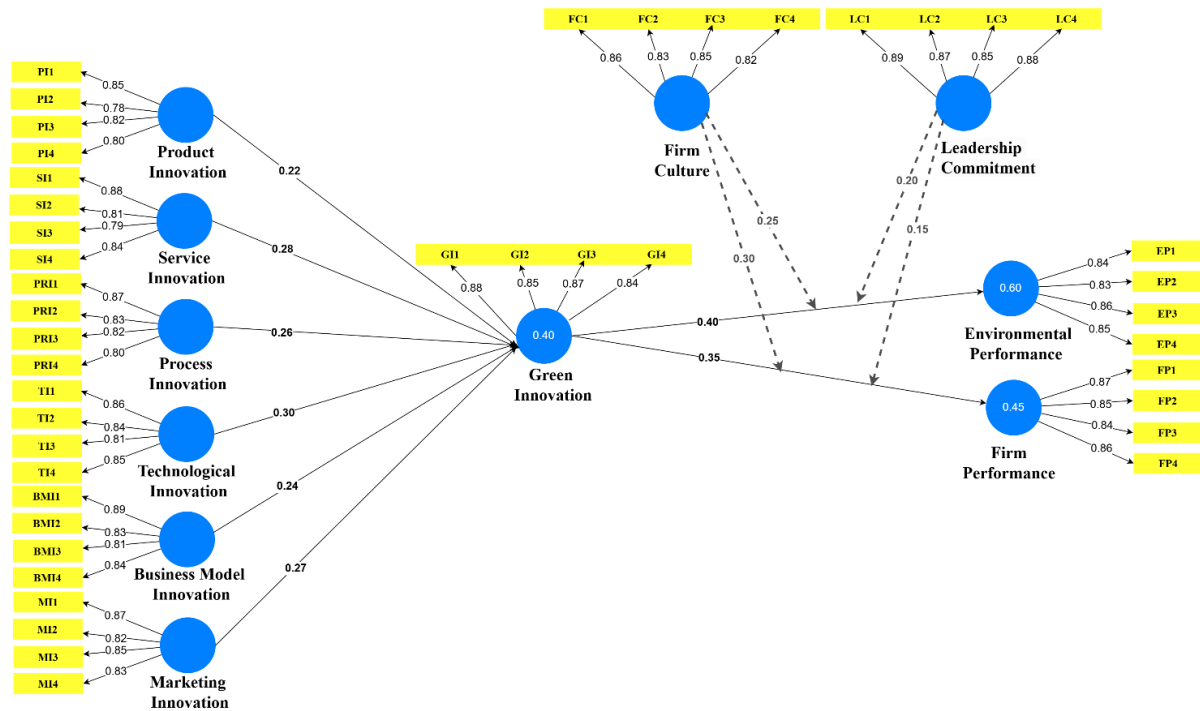 FC1 FC2 FC3 FC4
0.86 0.83 0.85 0.82
Firm
Culture
LC1 LC2 LC3 LC4
0.89 0.87 0.85 0.88
Leadership
Commitment
PI1
PI2
PI3
PI4
0.85
0.78
0.82
0.80
Product
Innovation
0.22
SI1
SI2
SI3
SI4
0.88
0.81
0.79
0.84
Service
Innovation
0.28
PRI1
PRI2
PRI3
PRI4
0.87
0.83
0.82
0.80
Process
Innovation
0.26
TI1
TI2
TI3
TI4
0.86
0.84
0.81
0.85
Technological
Innovation
0.30
BMI1
BMI2
BMI3
BMI4
0.89
0.83
0.81
0.84
Business Model
Innovation
0.24
MI1
MI2
MI3
MI4
0.87
0.82
0.85
0.83
Marketing
Innovation
0.27
GI1 GI2 GI3 GI4
0.88 0.85 0.87 0.84
0.40
Green
Innovation
0.25
0.30
0.20
0.15
0.40
0.35
0.60
Environmental
Performance
0.84
0.83
0.86
0.85
EP1
EP2
EP3
EP4
0.45
Firm
Performance
0.87
0.85
0.84
0.86
FP1
FP2
FP3
FP4